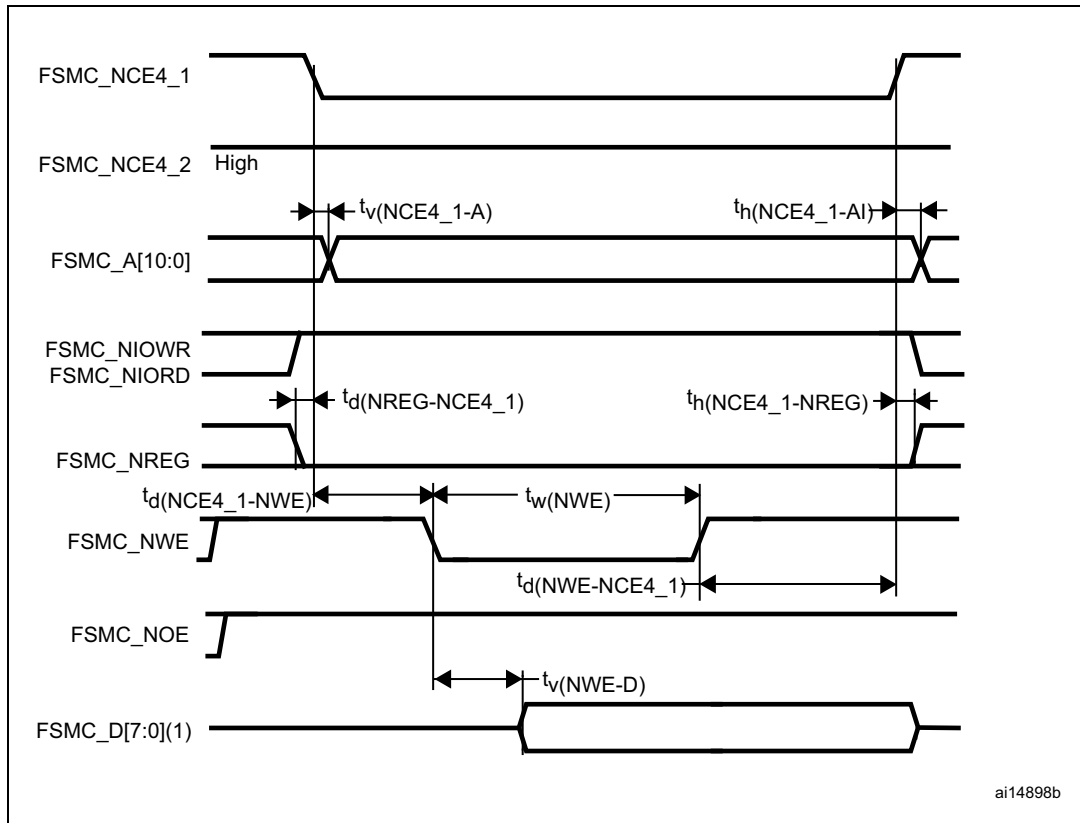 FSMC_NCE4_1
FSMC_NCE4_2 High
tv(NCE4_1-A)
th(NCE4_1-AI)
FSMC_A[10:0]
FSMC_NIOWR
FSMC_NIORD
td(NREG-NCE4_1)
th(NCE4_1-NREG)
FSMC_NREG
td(NCE4_1-NWE)
tw(NWE)
FSMC_NWE
td(NWE-NCE4_1)
FSMC_NOE
tv(NWE-D)
FSMC_D[7:0](1)
ai14898b